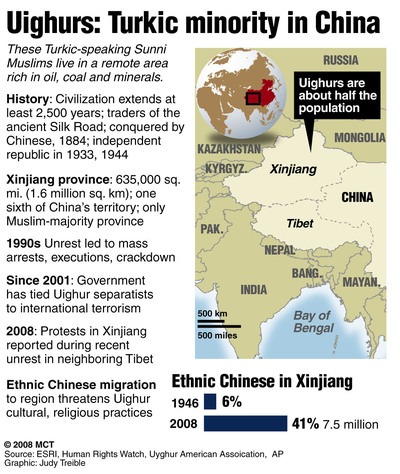 Uighurs: Turkic minority in China
These Turkic-speaking Sunni
Muslims live in a remote area
rich in oil, coal and minerals.
History: Civilization extends at
least 2,500 years; traders of the
ancient Silk Road; conquered by
Chinese, 1884; independent
republic in 1933, 1944
Xinjiang province: 635,000 sq.
mi. (1.6 million sq. km); one
sixth of China's territory; only
Muslim-majority province
1990s Unrest led to mass
arrests, executions, crackdown
Since 2001: Government
has tied Uighur separatists
to international terrorism
2008: Protests in Xinjiang
reported during recent
unrest in neighboring Tibet
Ethnic Chinese migration
to region threatens Uighur
cultural, religious practices
© 2008 MCT
Source: ESRI, Human Rights Watch, Uyghur American Assoication, AP
Graphic: Judy Treible
RUSSIA
Uighurs are
about half the
population
KAZAKHSTAN
MONGOLIA
KYRGYZ.
Xinjiang
CHINA
Tibet
PAK.
NEPAL
BANG.
INDIA
MAYAN.
500 km
500 miles
Bay of
Bengal
Ethnic Chinese in Xinjiang
1946 6%
2008 41% 7.5 million